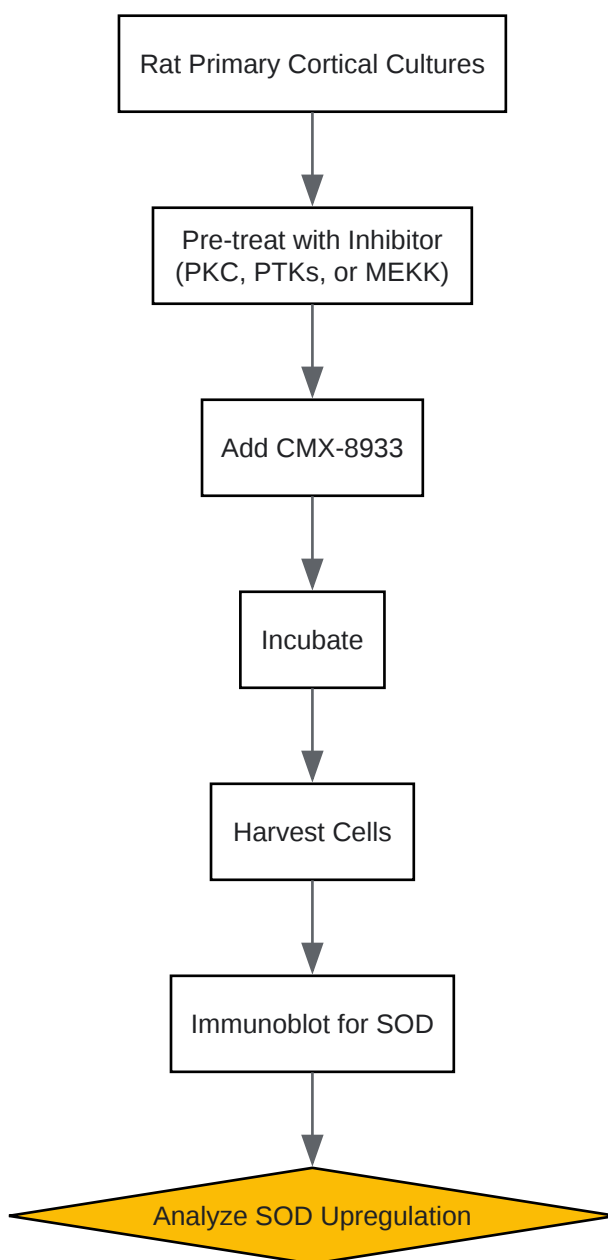 Rat Primary Cortical Cultures
Pre-treat with Inhibitor
(PKC, PTKs, or MEKK)
Add CMX-8933
Incubate
Harvest Cells
Immunoblot for SOD
Analyze SOD Upregulation